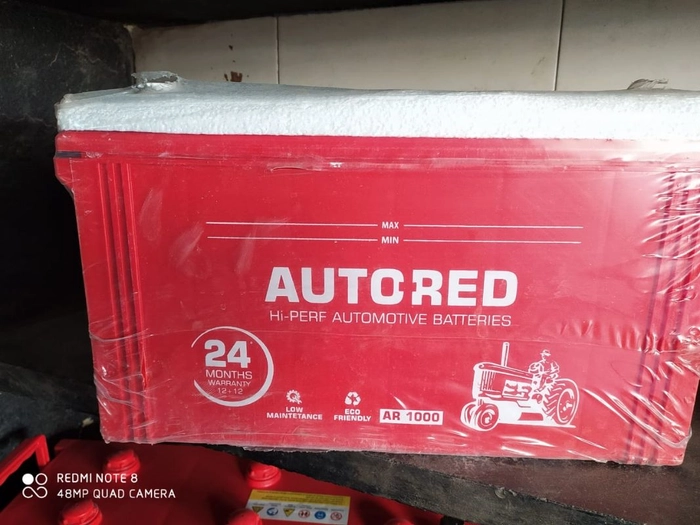 MAX
MIN
AUTORED
Hi-PERF AUTOMOTIVE BATTERIES
24
MONTHS
WARRANTY
12+12
LOW
MAINTETANCE
ECO
FRIENDLY
AR 1000
REDMI NOTE 8
48MP QUAD CAMERA